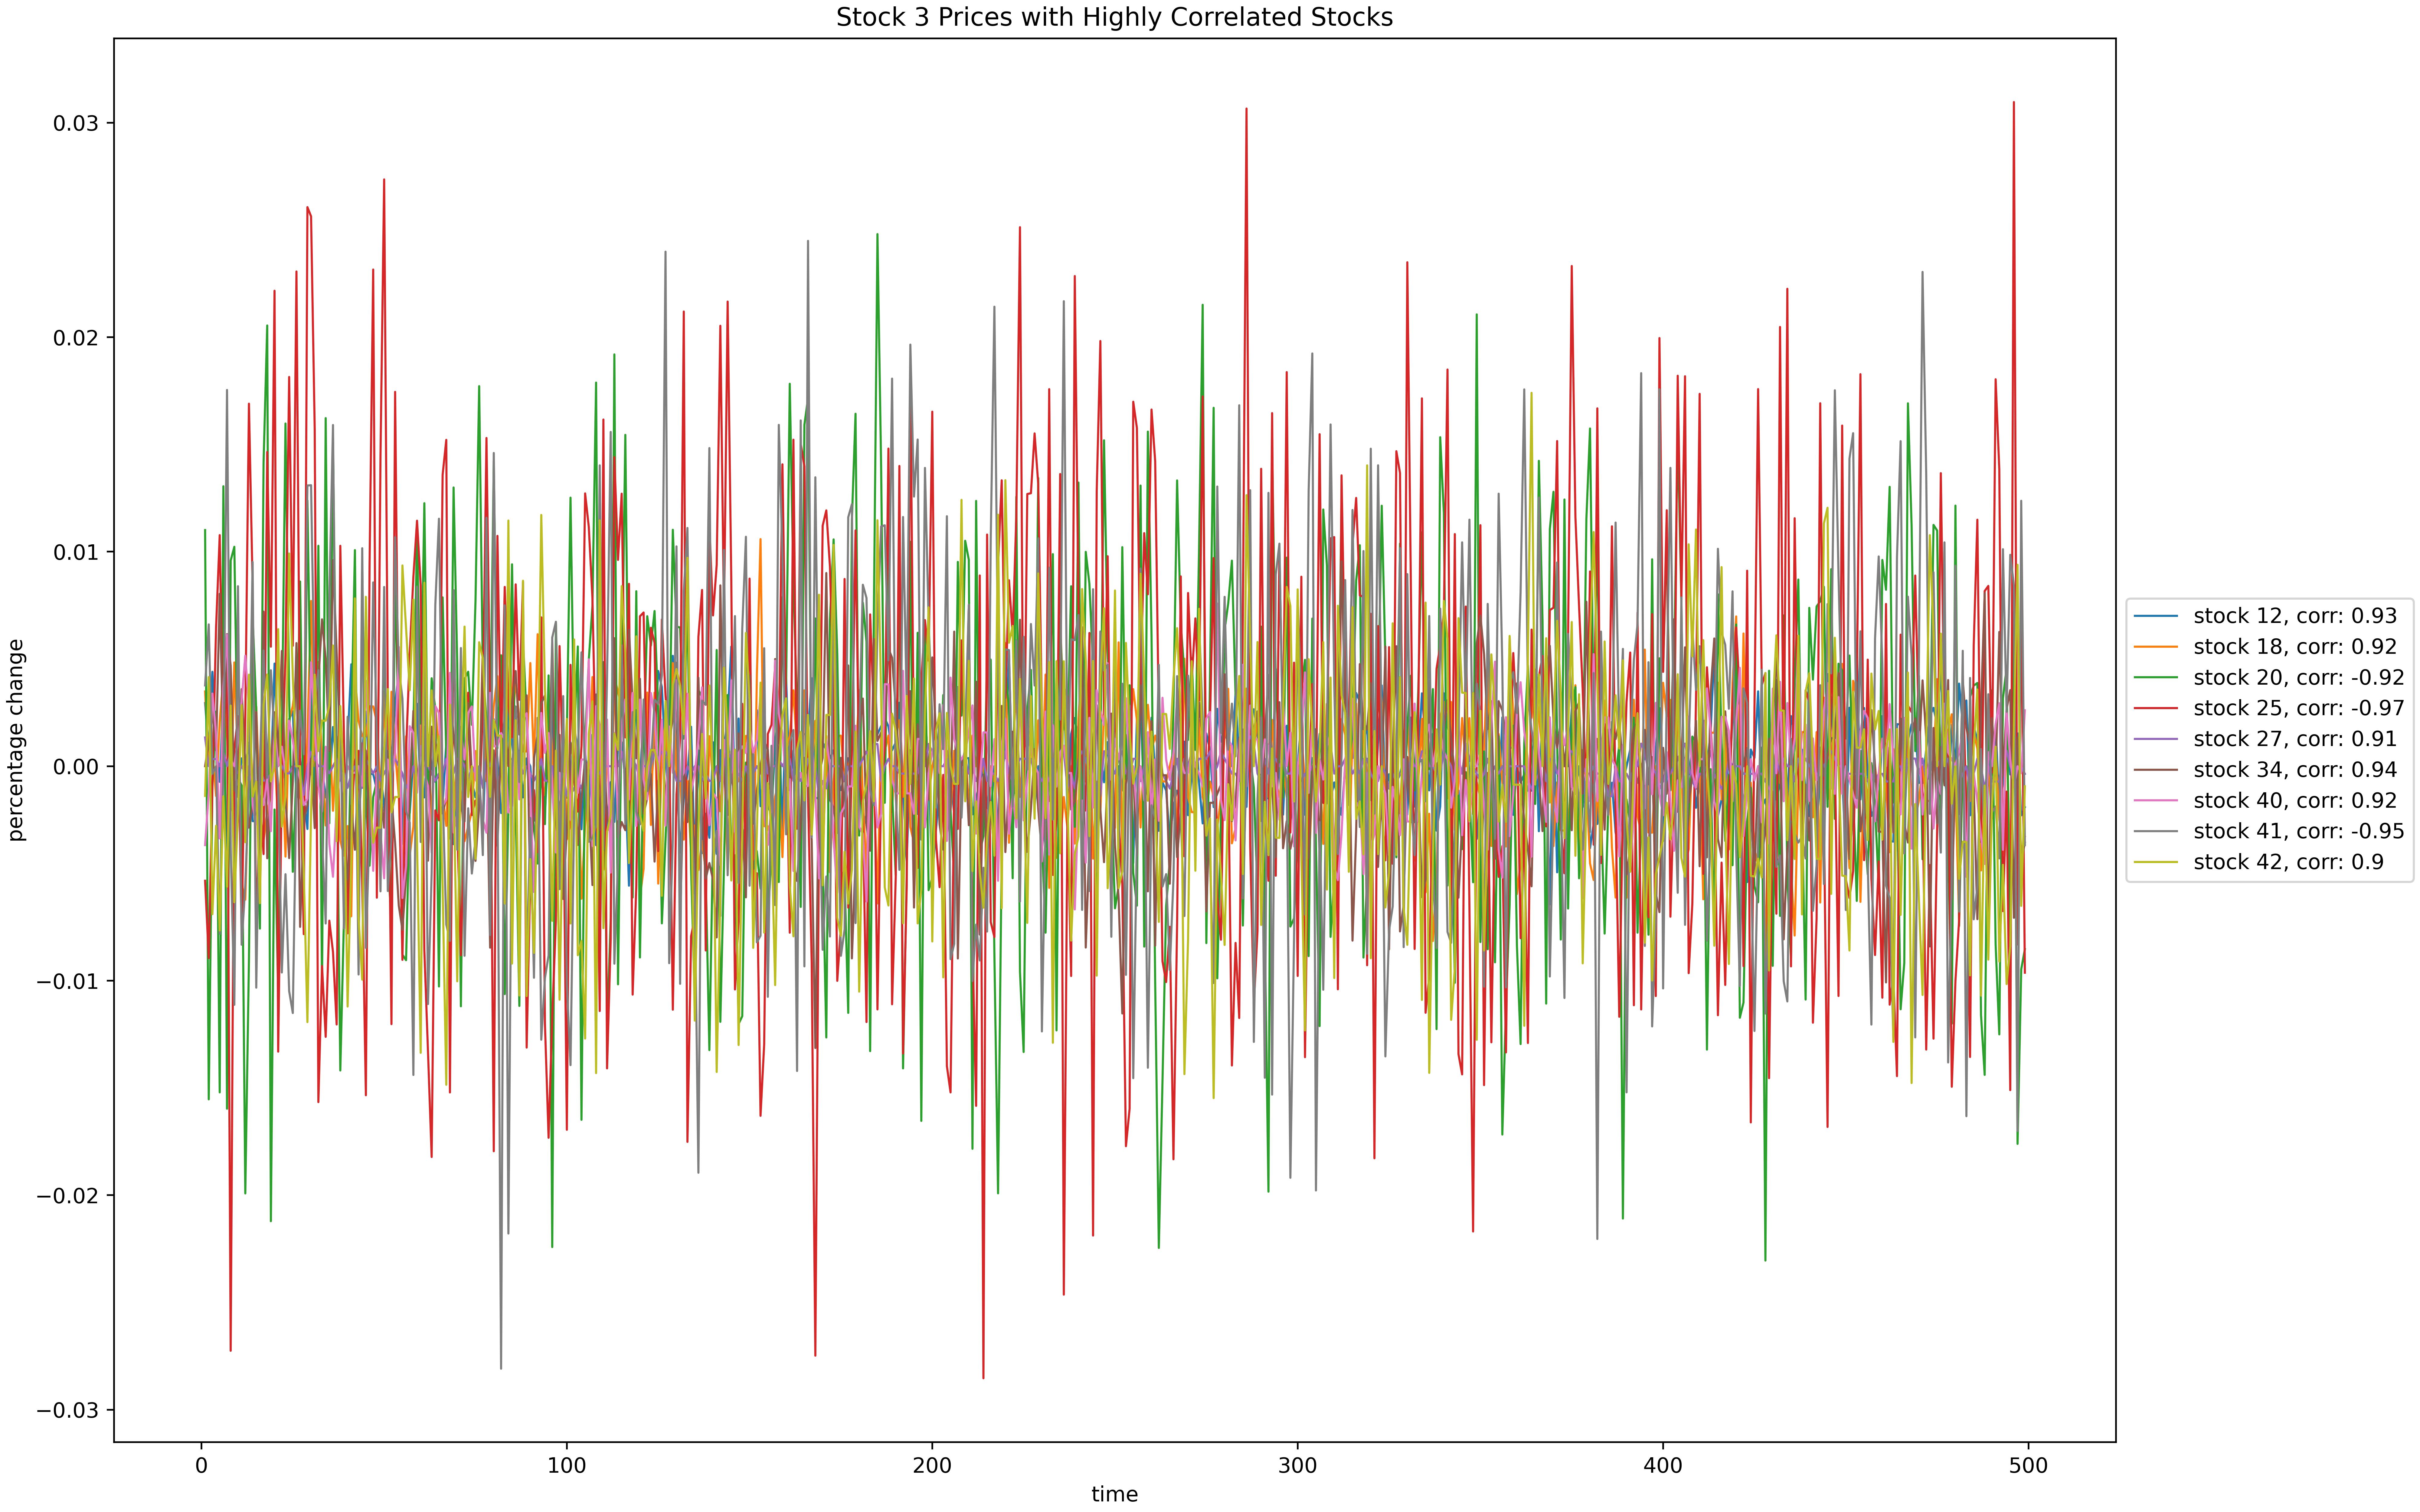 Stock 3 Prices with Highly Correlated Stocks
percentage change
0.03
0.02
0.01
0.00
−0.01
−0.02
−0.03
0
100
200
300
400
500
time
stock 12, corr: 0.93
stock 18, corr: 0.92
stock 20, corr: -0.92
stock 25, corr: -0.97
stock 27, corr: 0.91
stock 34, corr: 0.94
stock 40, corr: 0.92
stock 41, corr: -0.95
stock 42, corr: 0.9